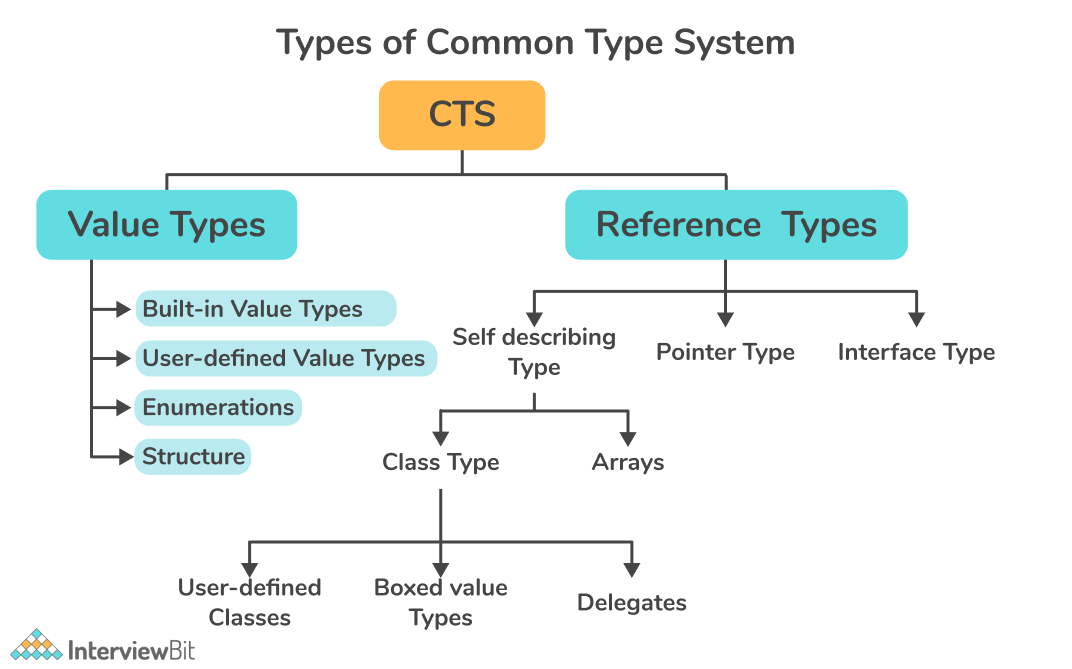 Types of Common Type System
CTS
Value Types
Reference Types
Built-in Value Types
User-defined Value Types
Enumerations
Structure
Self describing
Type
Pointer Type
Interface Type
Class Type
Arrays
User-defined
Classes
Boxed value
Types
Delegates
InterviewBit